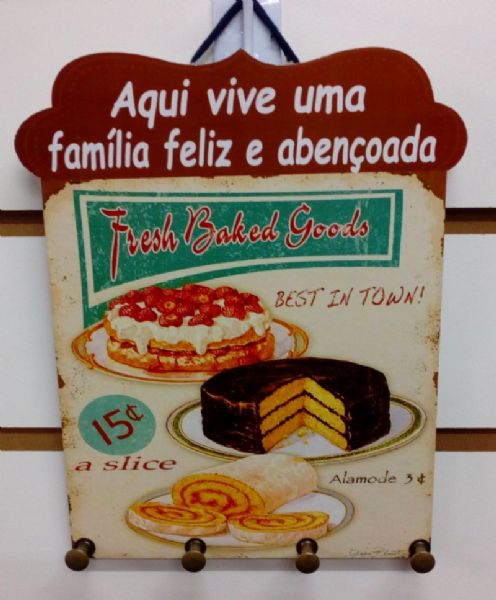 Aqui vive uma
família feliz e abençoada
Fresh Baked Goods
BEST IN TOWN!
15¢
a slice
Alamode 3¢